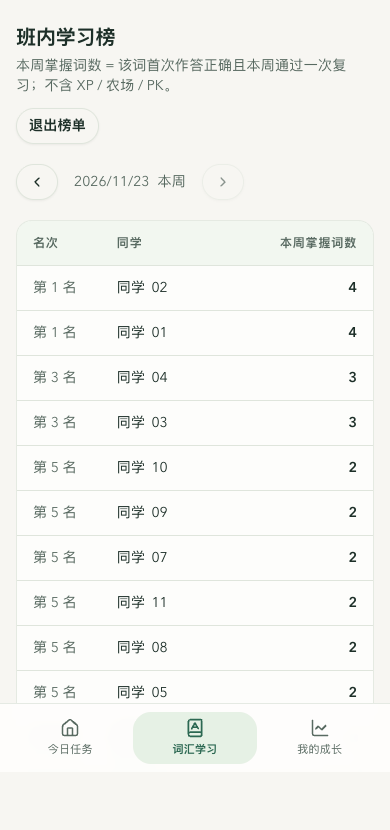 班内学习榜
本周掌握词数 = 该词首次作答正确且本周通过一次复
习；不含 XP / 农场 / PK。
退出榜单
2026/11/23 本周
名次 同学 本周掌握词数
第 1 名 同学 02 4
第 1 名 同学 01 4
第 3 名 同学 04 3
第 3 名 同学 03 3
第 5 名 同学 10 2
第 5 名 同学 09 2
第 5 名 同学 07 2
第 5 名 同学 11 2
第 5 名 同学 08 2
第 5 名 同学 05 2
今日任务 词汇学习 我的成长